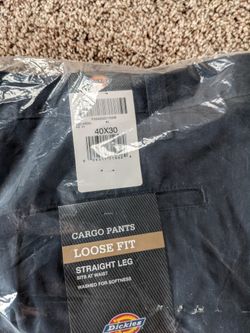 40X30
CARGO PANTS
LOOSE FIT
STRAIGHT LEG
SITS AT WAIST
WASHED FOR SOFTNESS
Dickies